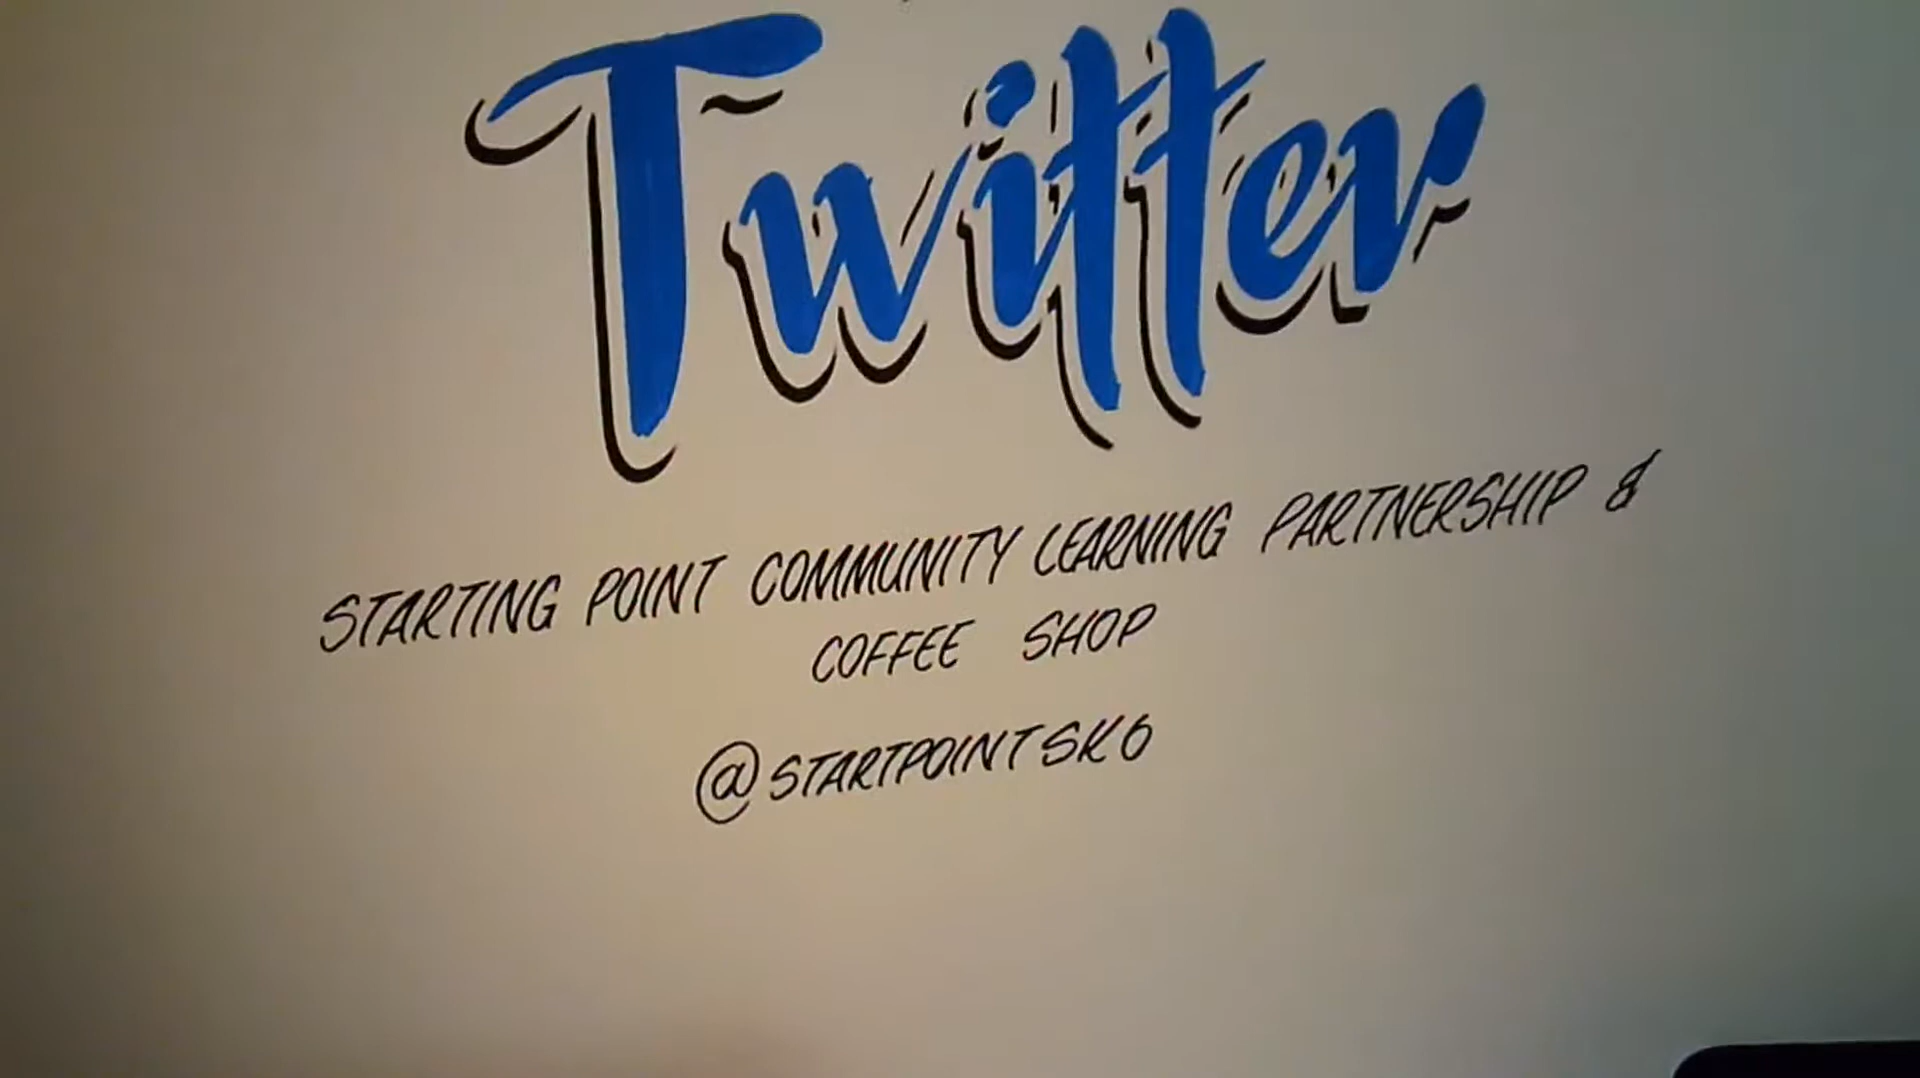 Twitter
STARTING POINT COMMUNITY LEARNING PARTNERSHIP &
COFFEE SHOP
@STARTPOINTSK6